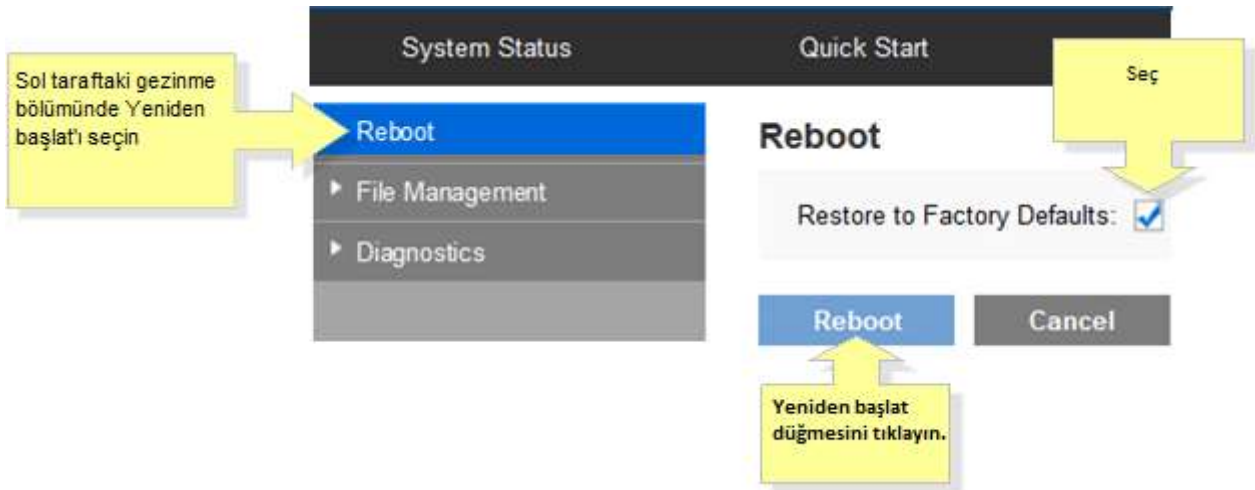 System Status
Quick Start
Sol taraftaki gezinme
bölümünde Yeniden
başlat'ı seçin
Seç
Reboot
File Management
Diagnostics
Reboot
Restore to Factory Defaults:
Reboot
Cancel
Yeniden başlat
düğmesini tıklayın.